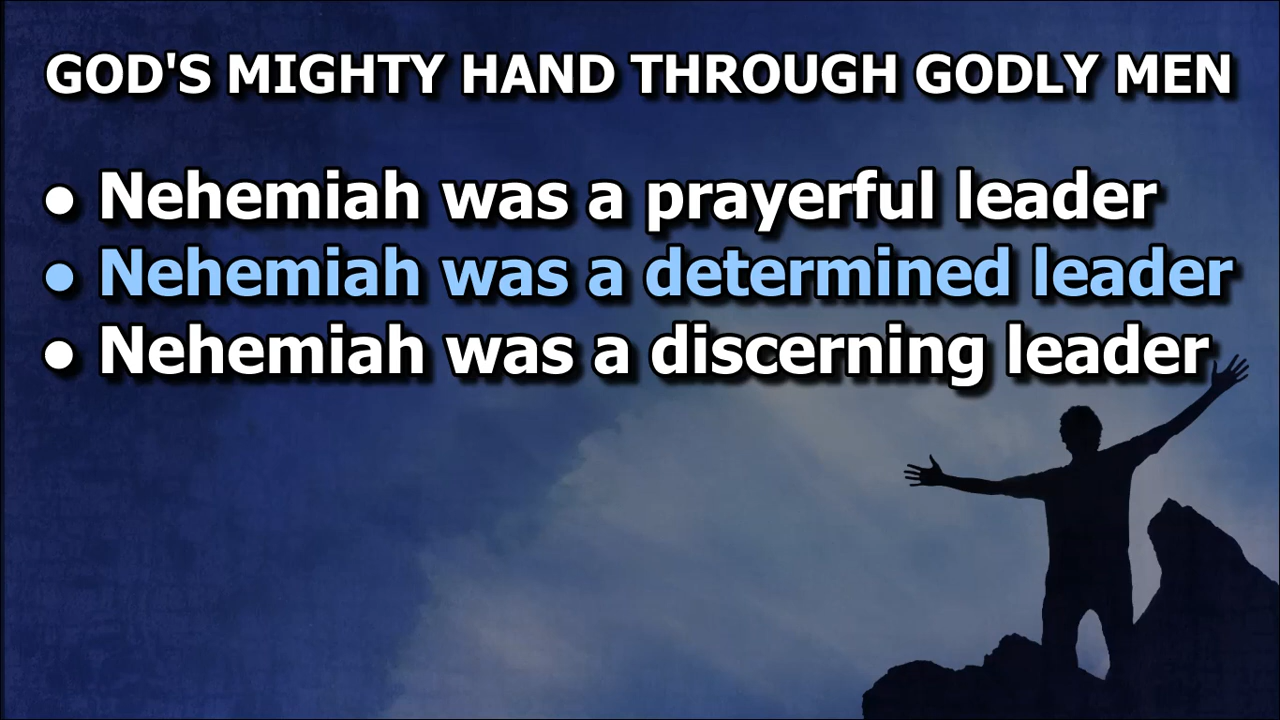 GOD'S MIGHTY HAND THROUGH GODLY MEN
● Nehemiah was a prayerful leader
● Nehemiah was a determined leader
● Nehemiah was a discerning leader